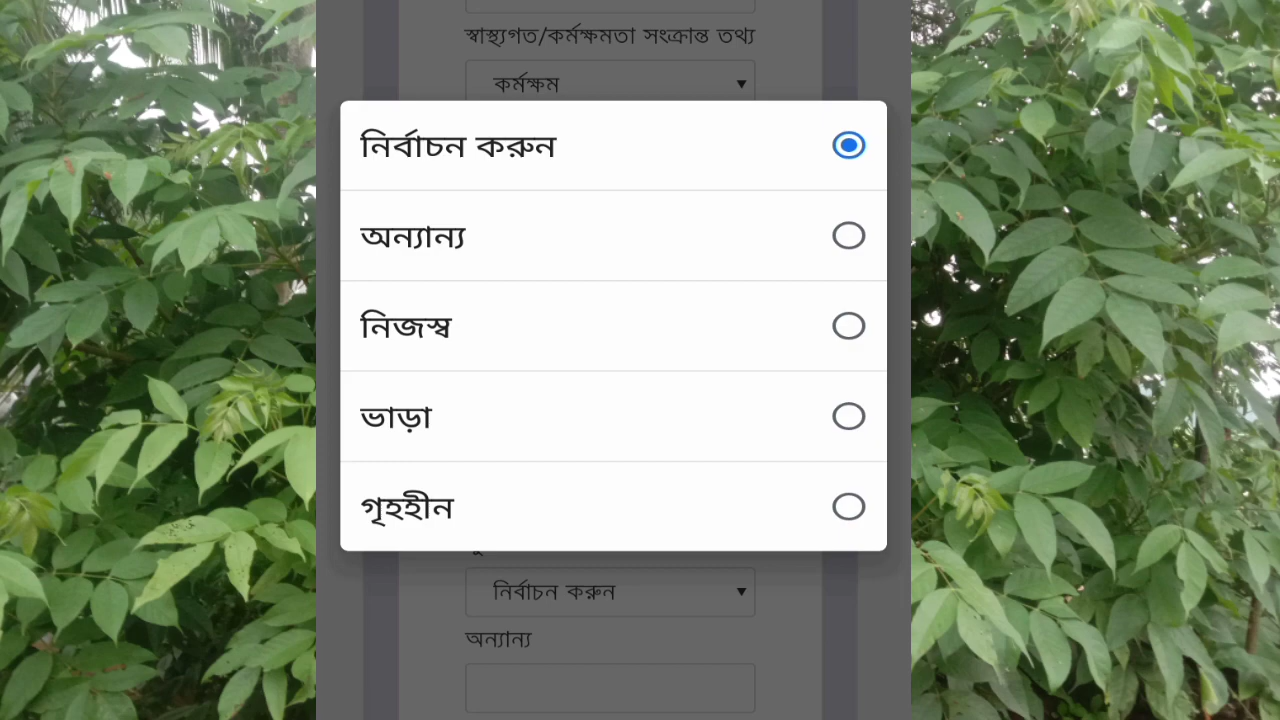 স্বাস্থ্যগত/কর্মক্ষমতা সংক্রান্ত তথ্য
কর্মক্ষম
নির্বাচন করুন
অন্যান্য
নিজস্ব
ভাড়া
গৃহহীন
নির্বাচন করুন
অন্যান্য